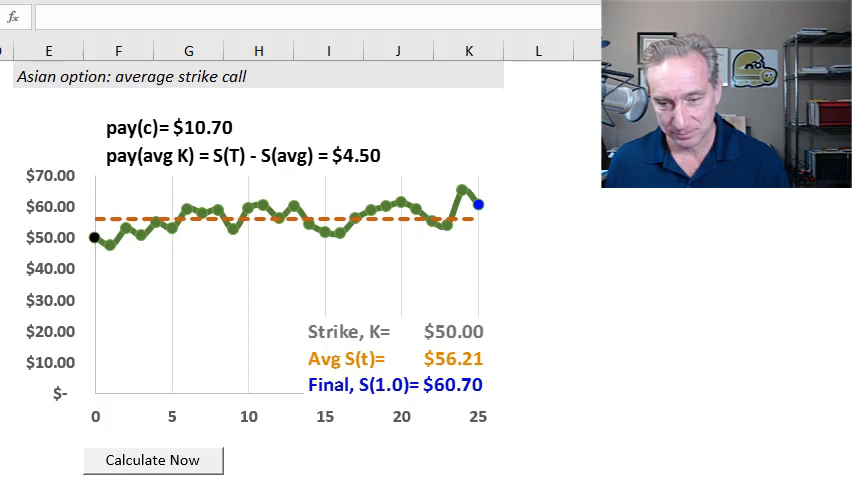 fx
E F G H I J K L
Asian option: average strike call
pay(c)= $10.70
pay(avg K) = S(T) - S(avg) = $4.50
$70.00
$60.00
$50.00
$40.00
$30.00
$20.00
$10.00
$-
Strike, K= $50.00
Avg S(t)= $56.21
Final, S(1.0)= $60.70
0 5 10 15 20 25
Calculate Now